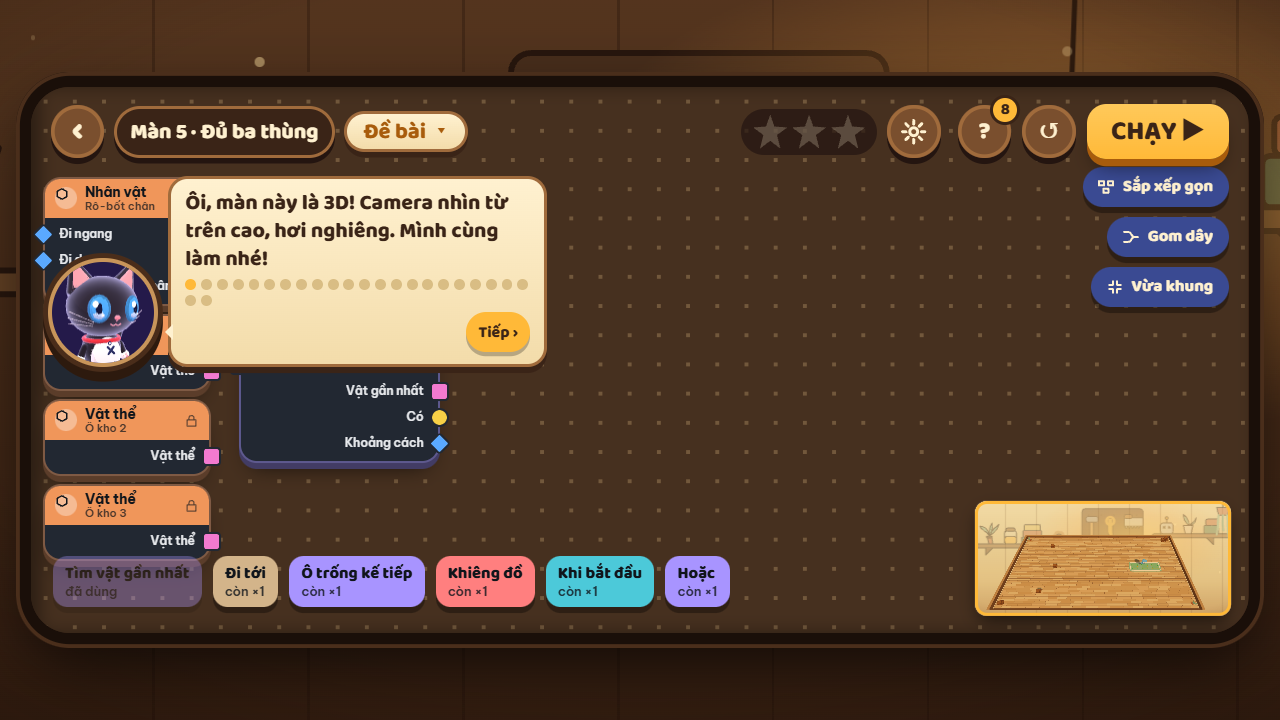 Màn 5 · Đủ ba thùng
Đề bài
?
8
CHẠY
Nhân vật
Rô-bốt chân
Ôi, màn này là 3D! Camera nhìn từ
trên cao, hơi nghiêng. Mình cùng
làm nhé!
Tiếp ›
Sắp xếp gọn
Gom dây
Vừa khung
Đi ngang
Vật gần nhất
Có
Khoảng cách
Vật thể
Ô kho 2
Vật thể
Vật thể
Ô kho 3
Vật thể
Tìm vật gần nhất
đã dùng
Đi tới
còn ×1
Ô trống kế tiếp
còn ×1
Khiêng đồ
còn ×1
Khi bắt đầu
còn ×1
Hoặc
còn ×1